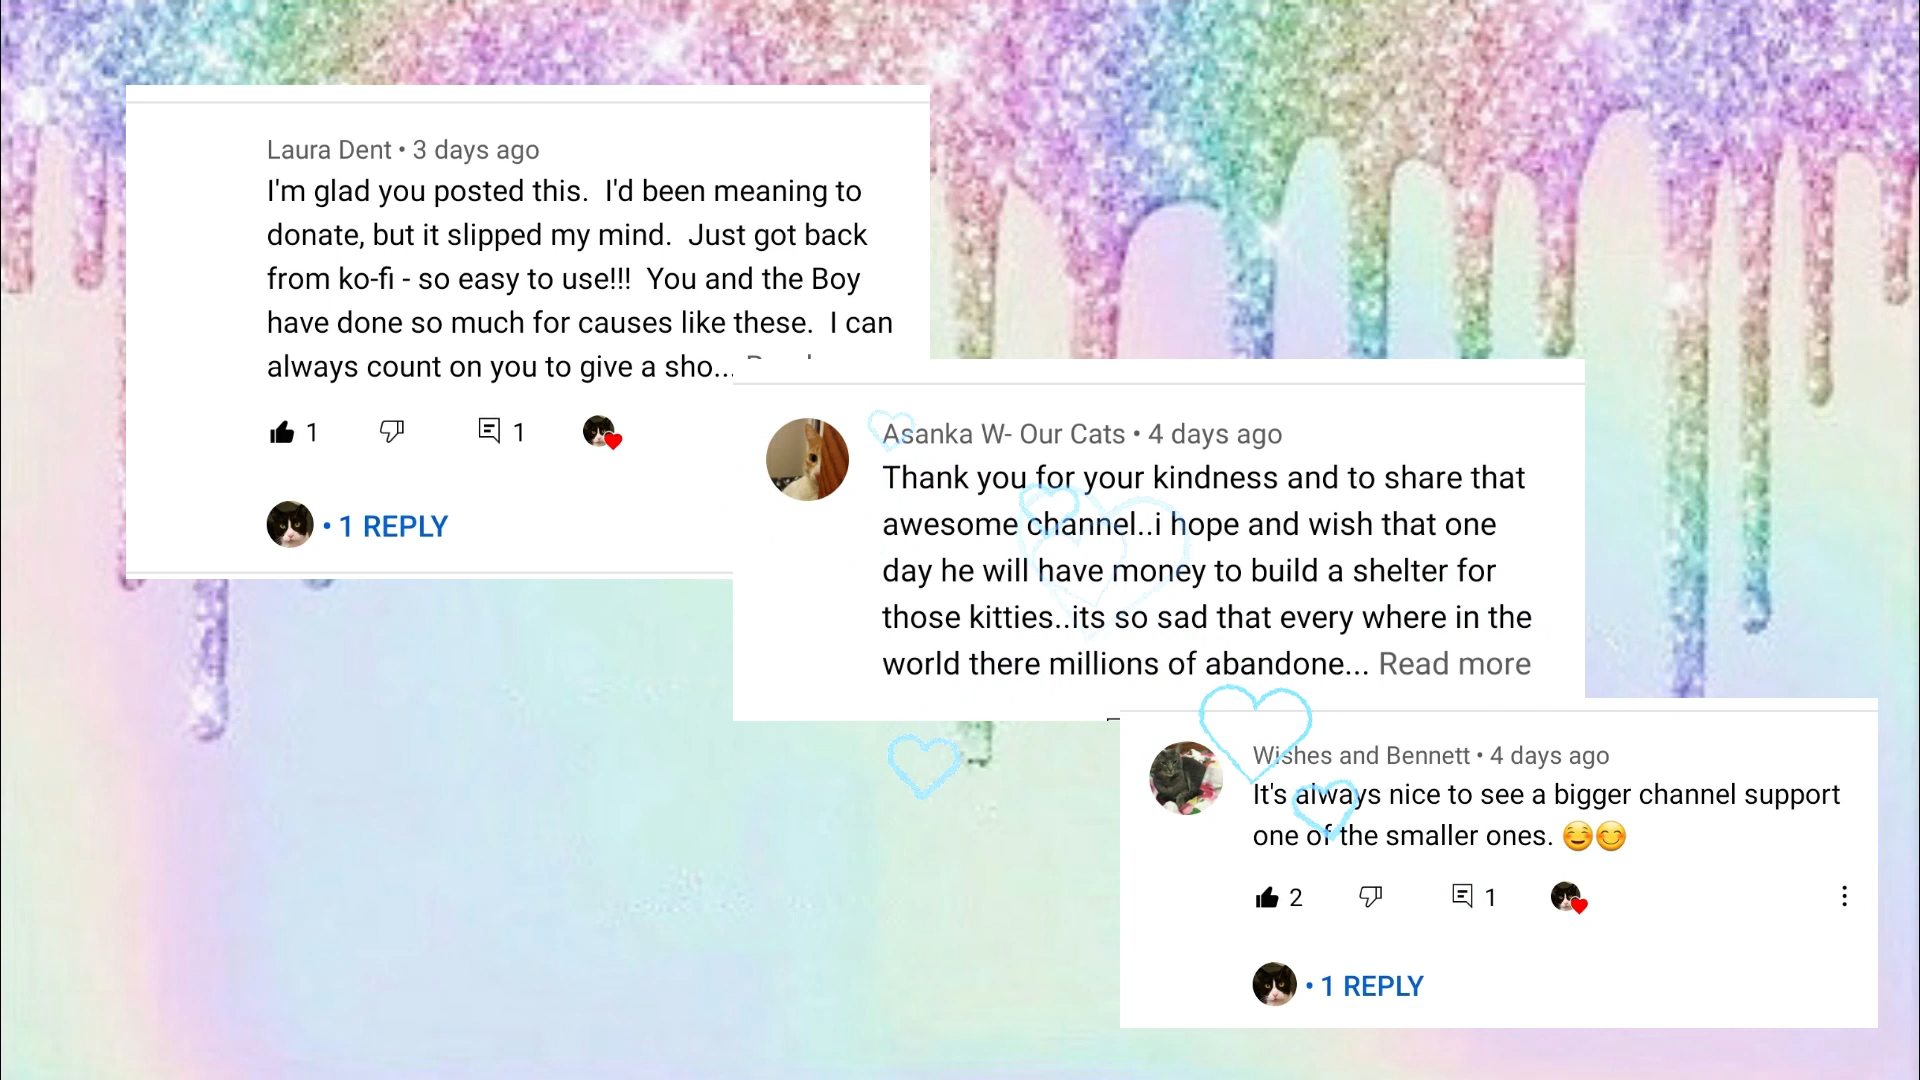 Laura Dent • 3 days ago
I'm glad you posted this.  I'd been meaning to
donate, but it slipped my mind.  Just got back
from ko-fi - so easy to use!!!  You and the Boy
have done so much for causes like these.  I can
always count on you to give a sho...
1 1
• 1 REPLY
Asanka W- Our Cats • 4 days ago
Thank you for your kindness and to share that
awesome channel..i hope and wish that one
day he will have money to build a shelter for
those kitties..its so sad that every where in the
world there millions of abandone... Read more
Wishes and Bennett • 4 days ago
It's always nice to see a bigger channel support
one of the smaller ones. ☺️😊
2 1
• 1 REPLY